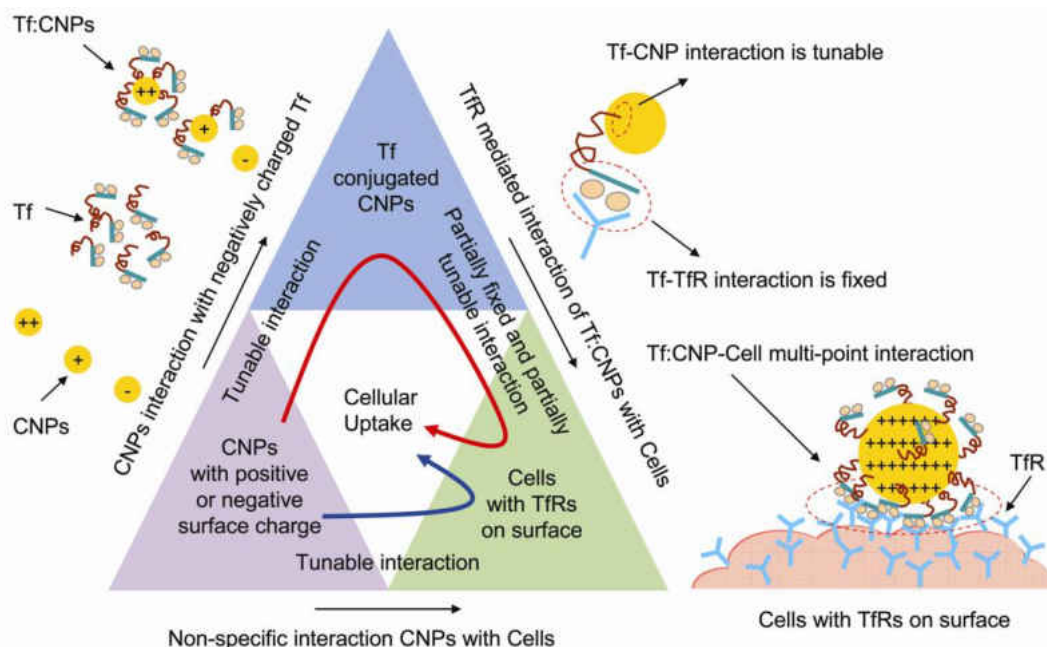 Tf:CNPs
++
+
-
Tf
++
+
-
CNPs
CNPs interaction with negatively charged Tf
Tunable interaction
Tf
conjugated
CNPs
TfR mediated interaction of Tf:CNPs with Cells
Partially fixed and partially
tunable interaction
Cellular
Uptake
CNPs
with positive
or negative
surface charge
Cells
with TfRs
on surface
Tunable interaction
Non-specific interaction CNPs with Cells
Tf-CNP interaction is tunable
Tf-TfR interaction is fixed
Tf:CNP-Cell multi-point interaction
TfR
Cells with TfRs on surface